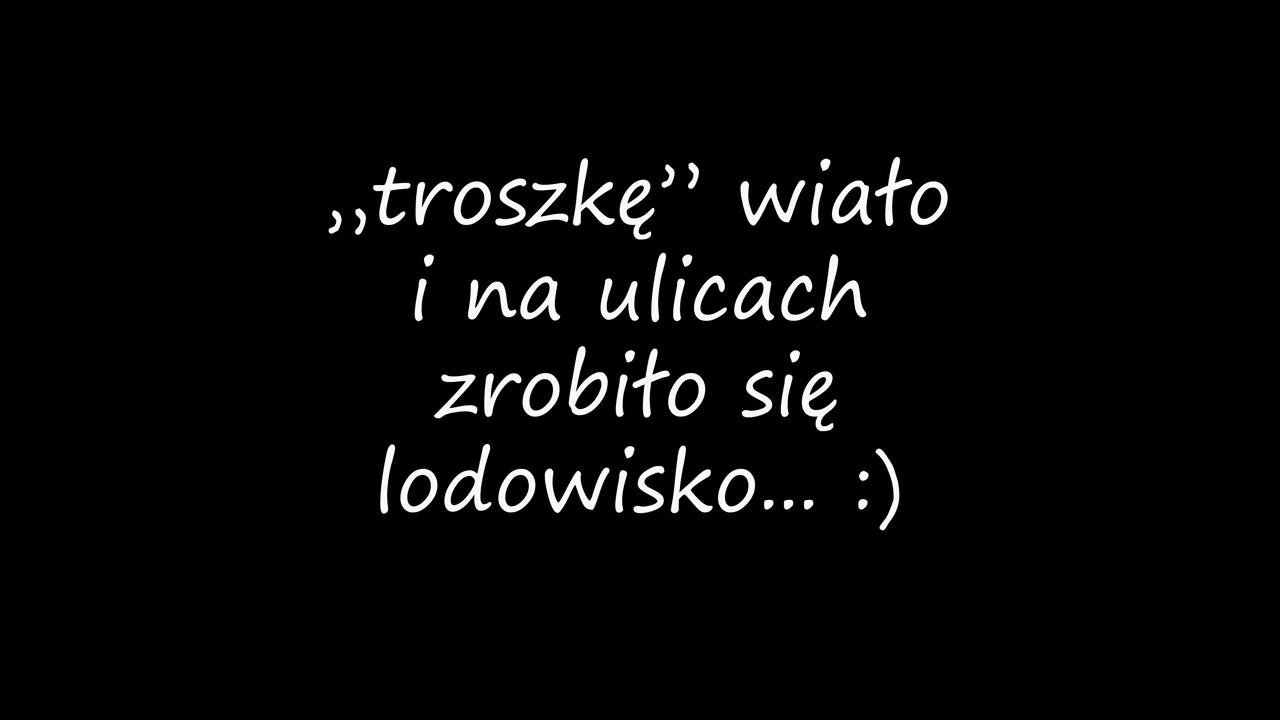 ,,troszkę’’ wiało
i na ulicach
zrobiło się
lodowisko... :)